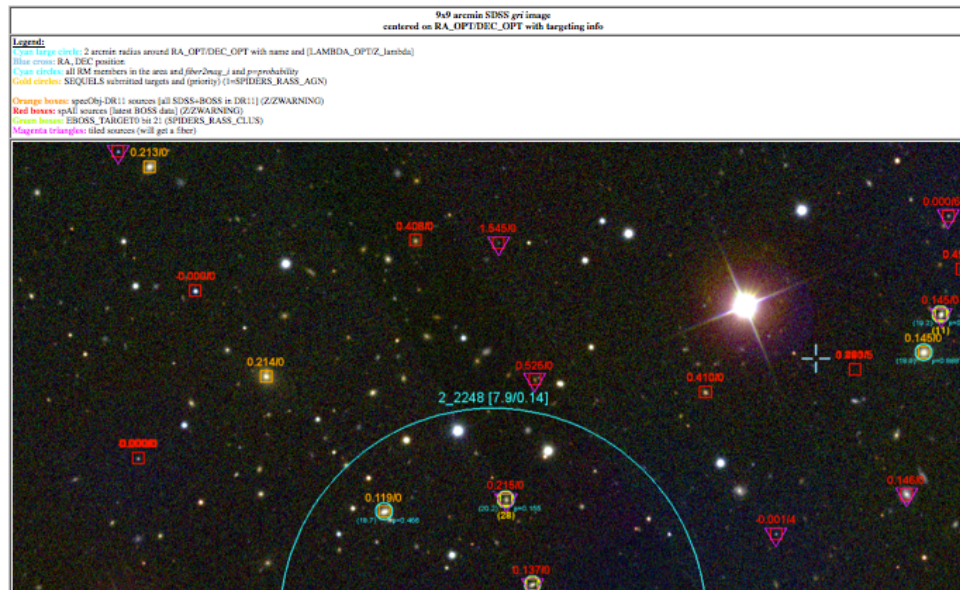 9x9 arcmin SDSS gri image
centered on RA_OPT/DEC_OPT with targeting info
Legend:
Cyan large circle: 2 arcmin radius around RA_OPT/DEC_OPT with name and [LAMBDA_OPT/Z_lambda]
Blue cross: RA, DEC position
Cyan circles: all RM members in the area and fiber2mag_i and p=probability
Gold circles: SEQUELS submitted targets and (priority) (1=SPIDERS_RASS_AGN)
Orange boxes: specObj-DR11 sources [all SDSS+BOSS in DR11] (Z/ZWARNING)
Red boxes: spAll sources [latest BOSS data] (Z/ZWARNING)
Green boxes: EBOSS_TARGET0 bit 21 (SPIDERS_RASS_CLUS)
Magenta triangles: tiled sources (will get a fiber)
0.213/0
0.000/
0.408/0
1.545/0
-0.000/0
0.145/0
(11)
0.145/0
0.214/0
0.526/0
0.410/0
2_2248 [7.9/0.14]
0.146/0
0.119/0
0.215/0
(28)
-0.001/4
0.137/0